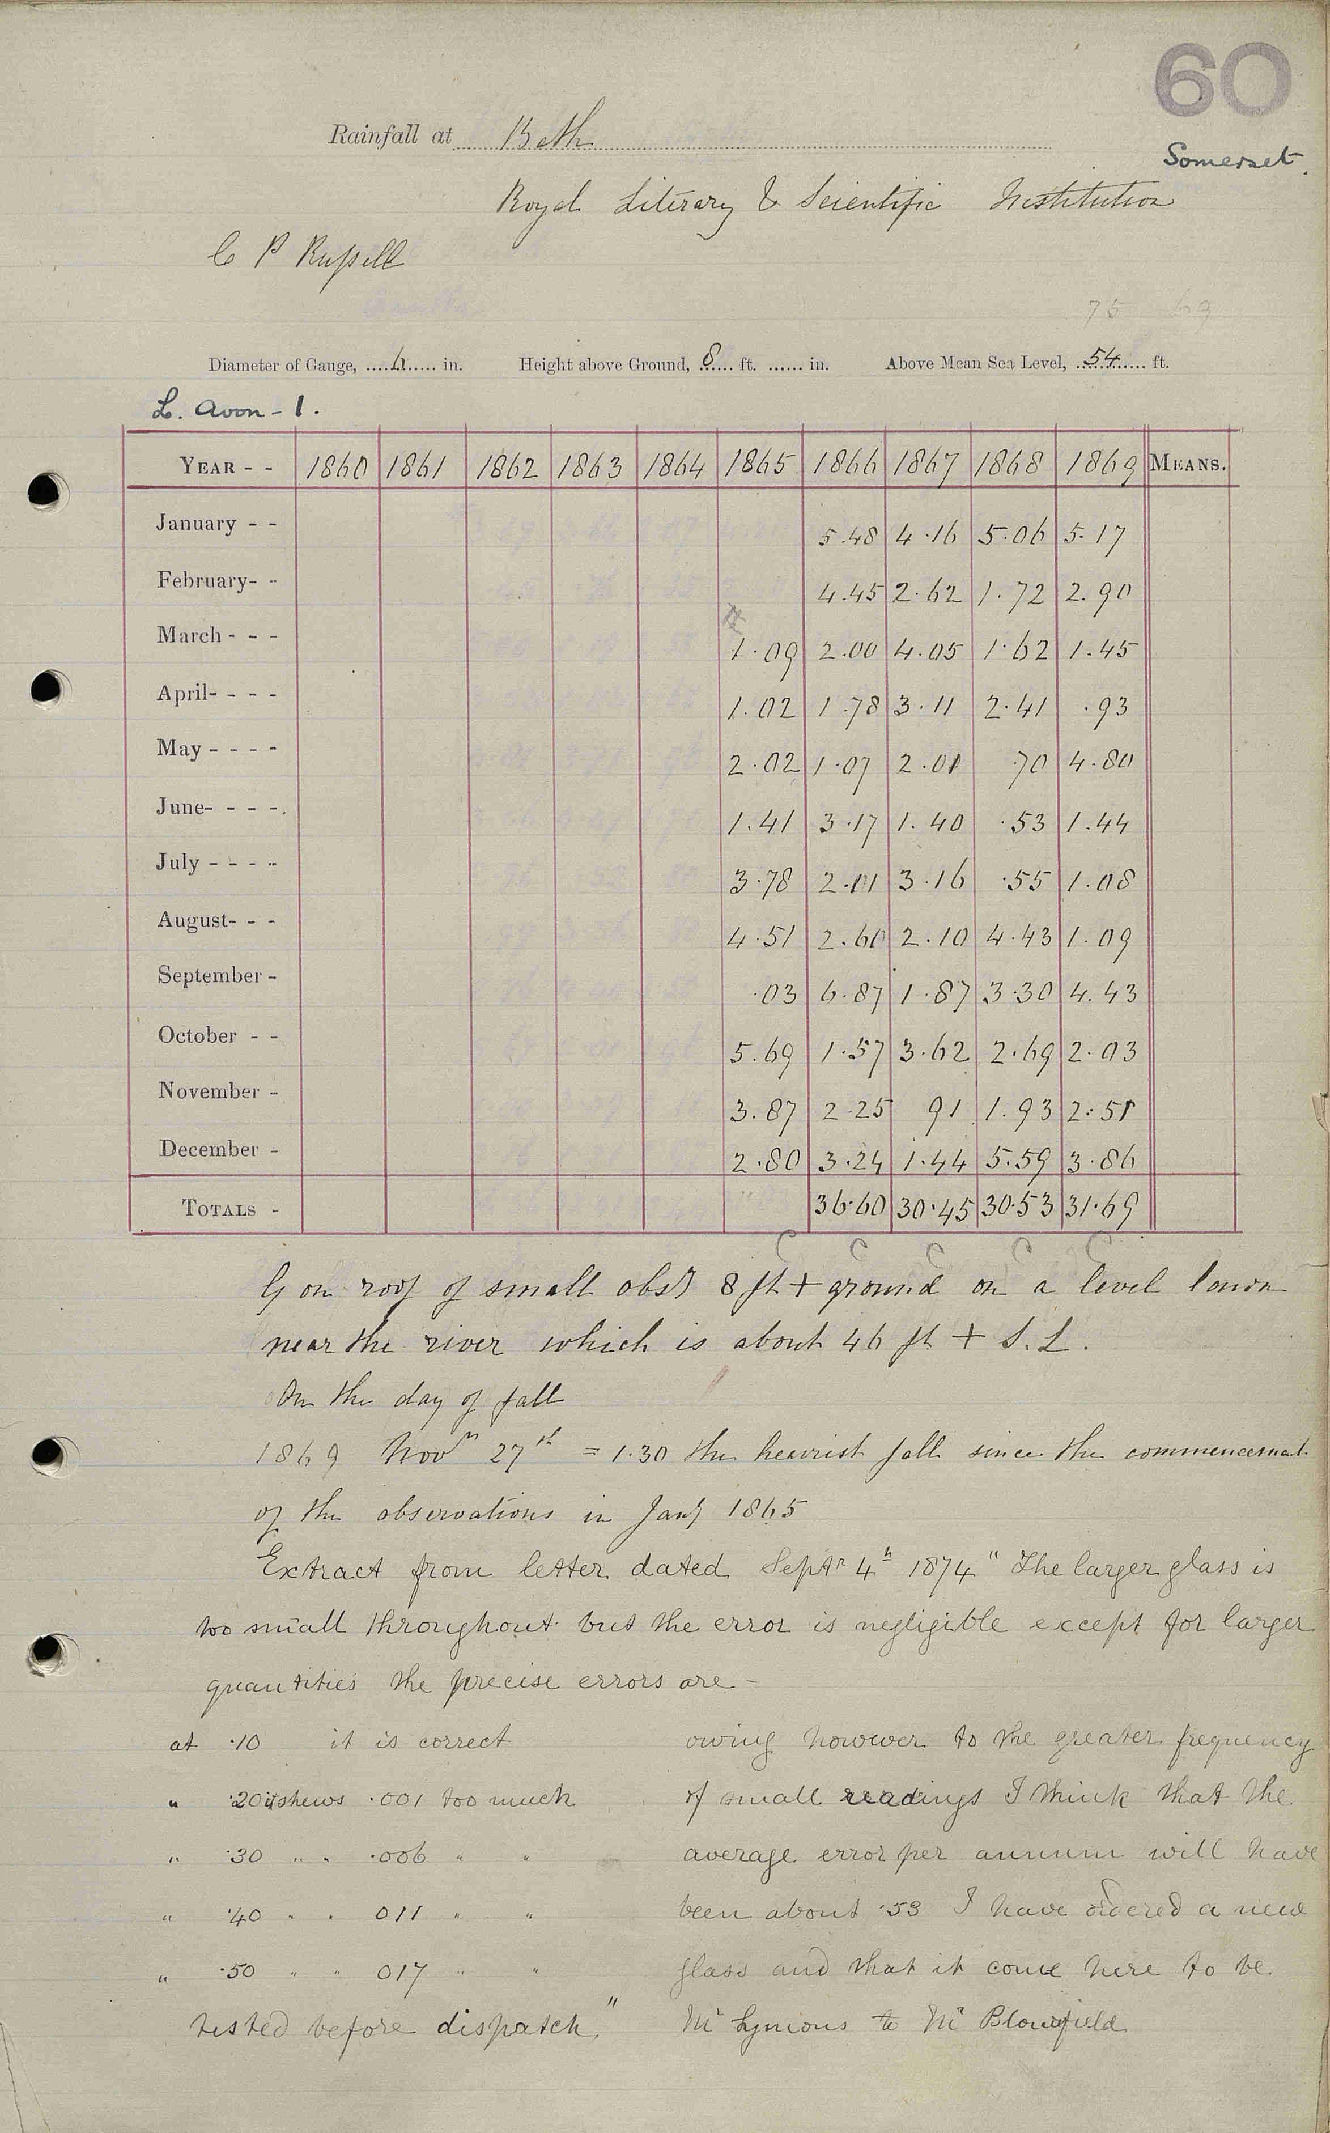 60
Somerset.
Rainfall at Bath
Royal Literary & Scientific Institution
C P Russell
75 69
Diameter of Gauge, 6 in. Height above Ground, 8 ft. in. Above Mean Sea Level, 54 ft.
L. Avon - 1.
YEAR - - 1860 1861 1862 1863 1864 1865 1866 1867 1868 1869 MEANS.
January - - 5.48 4.16 5.06 5.17
February- - 4.45 2.62 1.72 2.90
March - - - 1.09 2.00 4.05 1.62 1.45
April- - - - 1.02 1.78 3.11 2.41 .93
May - - - - 2.02 1.07 2.01 .70 4.80
June- - - - 1.41 3.17 1.40 .53 1.44
July - - - - 3.78 2.11 3.16 .55 1.08
August- - - 4.51 2.60 2.10 4.43 1.09
September - .03 6.87 1.87 3.30 4.43
October - - 5.69 1.57 3.62 2.69 2.03
November - 3.87 2.25 91 1.93 2.51
December - 2.80 3.24 1.44 5.59 3.86
TOTALS - 36.60 30.45 30.53 31.69
C C C C C
G on roof of small obsy 8 ft + ground on a level lawn
near the river which is about 46 ft + S.L.
On the day of fall
1869 Novr 27th = 1.30 the heaviest fall since the commencement
of the observations in Jany 1865
Extract from letter dated Septr 4th 1874 "The larger glass is
too small throughout but the error is negligible except for larger
quantities the precise errors are -
at .10 it is correct
" .20 it shews .001 too much
" .30 " " .006 " "
" .40 " " 011 " "
" .50 " " 017 " "
owing however to the greater frequency
of small readings I think that the
average error per annum will have
been about .53 I have ordered a new
glass and that it come here to be
tested before dispatch" Mr Symons to Mr Blomfield